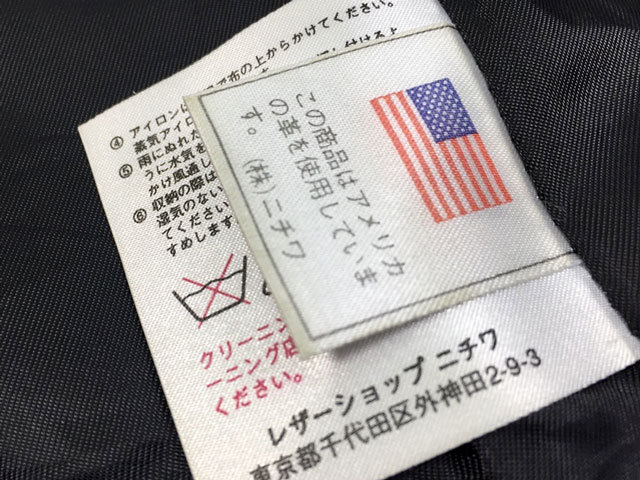 布の上からかけてください。
④ アイロンは
蒸気アイロ
⑤ 雨にぬれた
うに水気を
かけ風通し
⑥ 収納の際は
湿気のない
てください
すめします
クリーニン
ーニング店
ください。
レザーショップ ニチワ
東京都千代田区外神田2-9-3
この商品はアメリカ
の革を使用していま
す。 (株)ニチワ